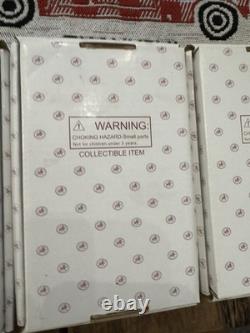 WARNING:
CHOKING HAZARD-Small parts
Not for children under 3 years.
COLLECTIBLE ITEM